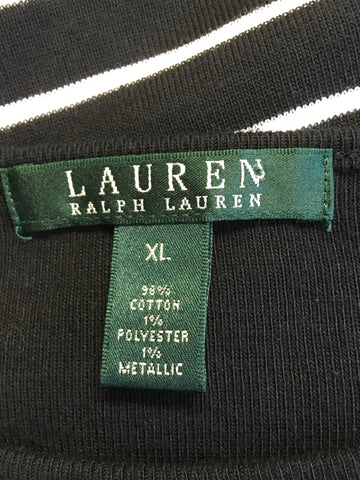 LAUREN
RALPH LAUREN
XL
98%
COTTON
1%
POLYESTER
1%
METALLIC